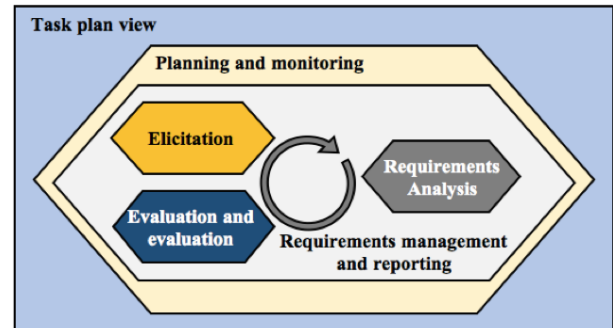 Task plan view
Planning and monitoring
Elicitation
Requirements
Analysis
Evaluation and
evaluation
Requirements management
and reporting